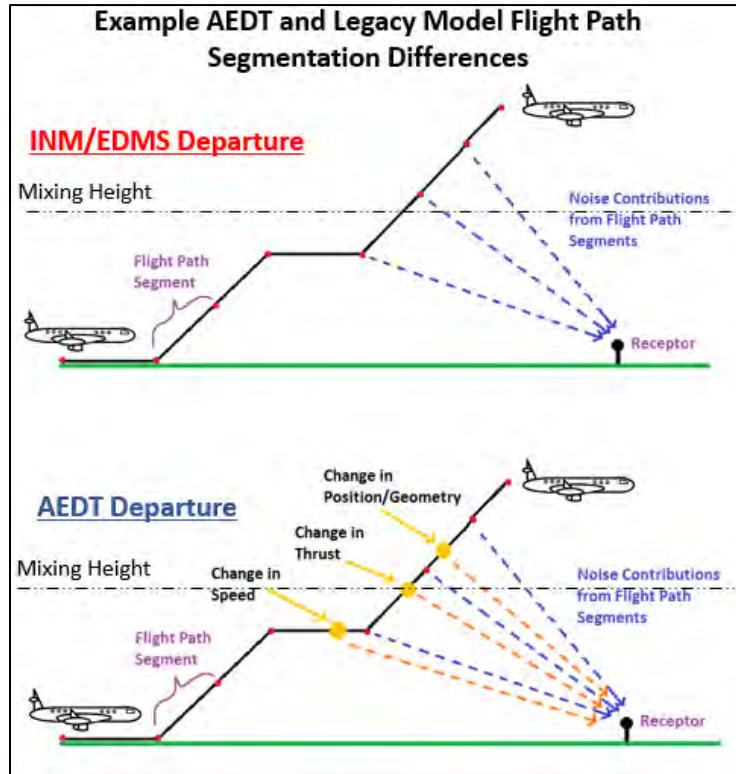 Example AEDT and Legacy Model Flight Path
Segmentation Differences
INM/EDMS Departure
Mixing Height
Noise Contributions
from Flight Path
Segments
Flight Path
Segment
Receptor
Change in
Position/Geometry
AEDT Departure
Change in
Thrust
Mixing Height
Change in
Speed
Noise Contributions
from Flight Path
Segments
Flight Path
Segment
Receptor